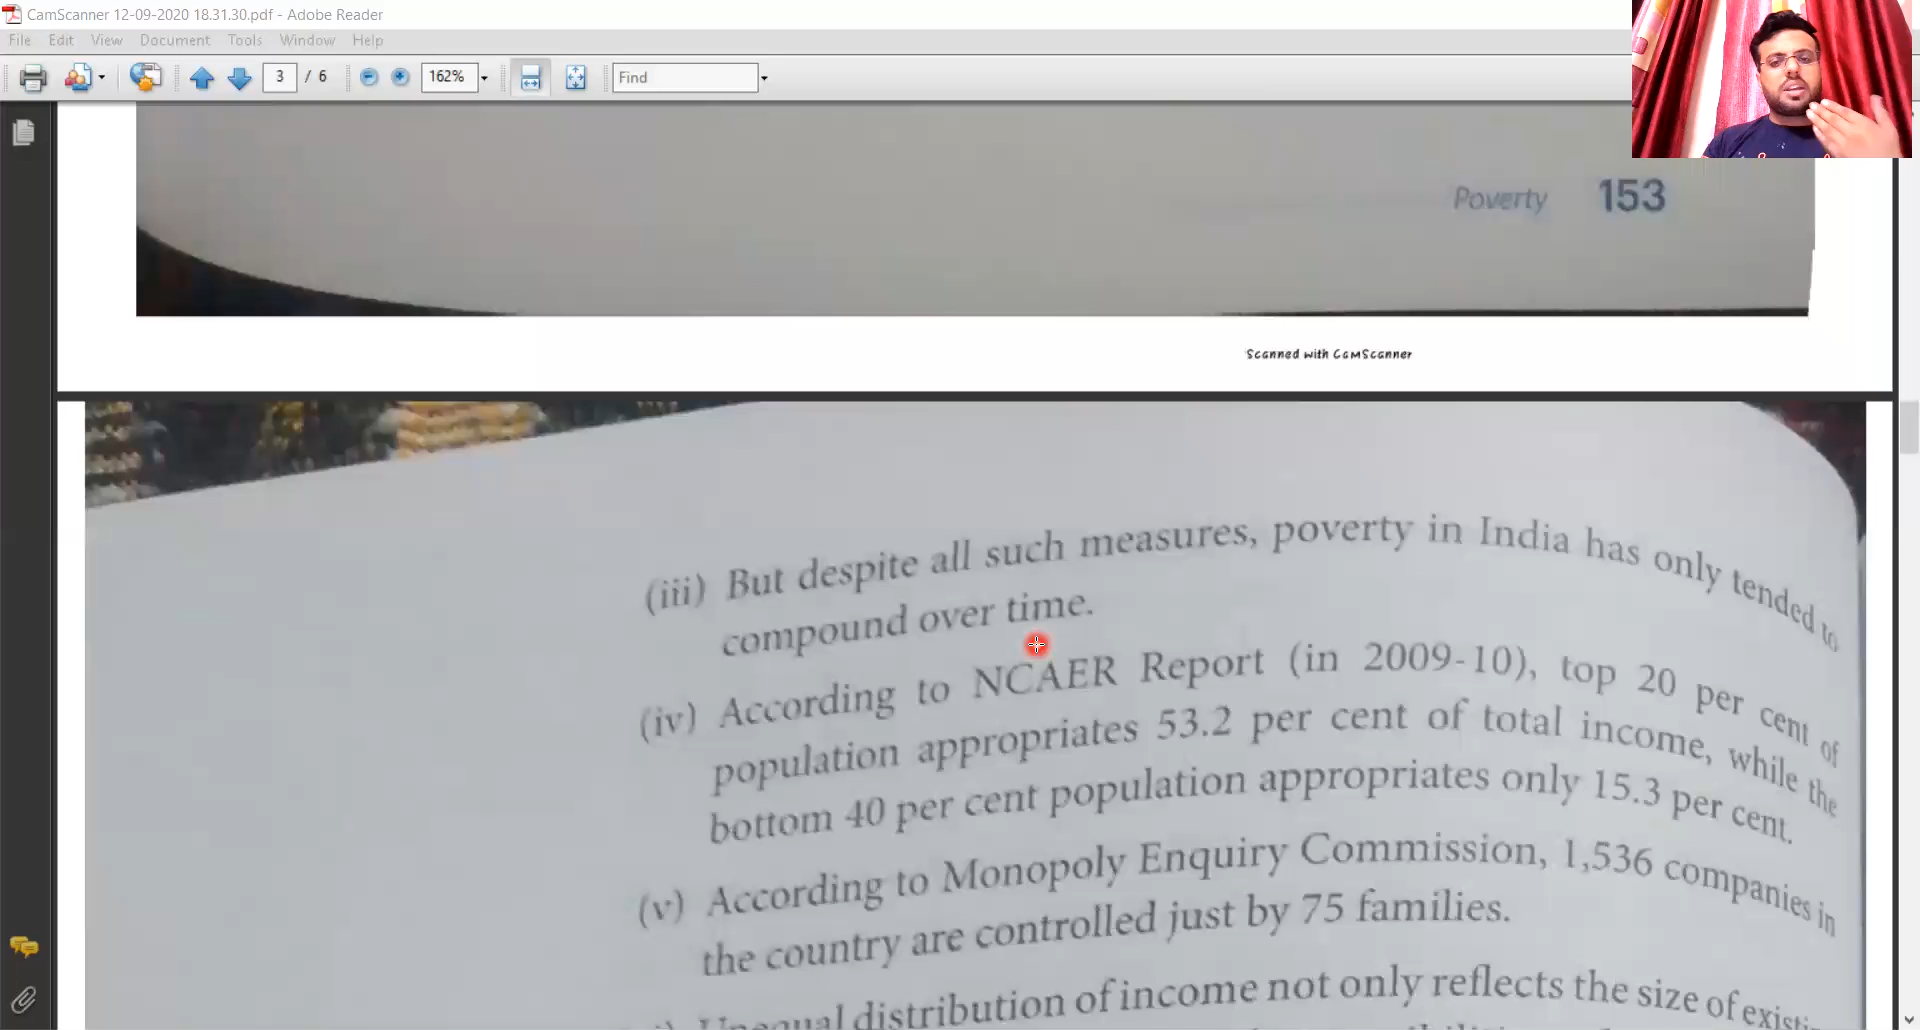 CamScanner 12-09-2020 18.31.30.pdf - Adobe Reader
File Edit View Document Tools Window Help
3 / 6 162% Find
Poverty 153
Scanned with CamScanner
(iii) But despite all such measures, poverty in India has only tended to
compound over time.
(iv) According to NCAER Report (in 2009-10), top 20 per cent of
population appropriates 53.2 per cent of total income, while the
bottom 40 per cent population appropriates only 15.3 per cent.
(v) According to Monopoly Enquiry Commission, 1,536 companies in
the country are controlled just by 75 families.
Unequal distribution of income not only reflects the size of